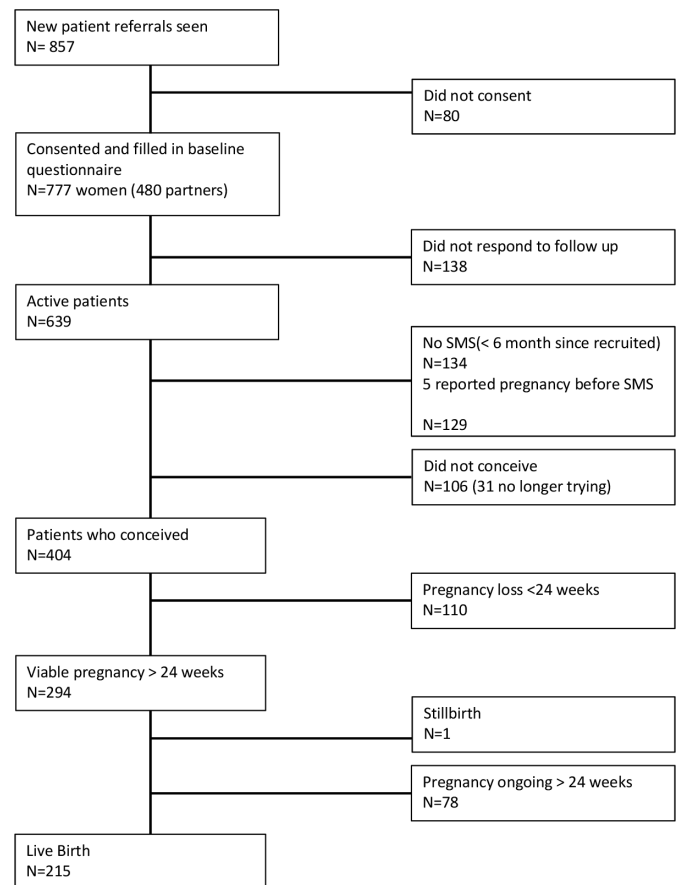 New patient referrals seen
N= 857
Did not consent
N=80
Consented and filled in baseline
questionnaire
N=777 women (480 partners)
Did not respond to follow up
N=138
Active patients
N=639
No SMS(< 6 month since recruited)
N=134
5 reported pregnancy before SMS
N=129
Did not conceive
N=106 (31 no longer trying)
Patients who conceived
N=404
Pregnancy loss <24 weeks
N=110
Viable pregnancy > 24 weeks
N=294
Stillbirth
N=1
Pregnancy ongoing > 24 weeks
N=78
Live Birth
N=215